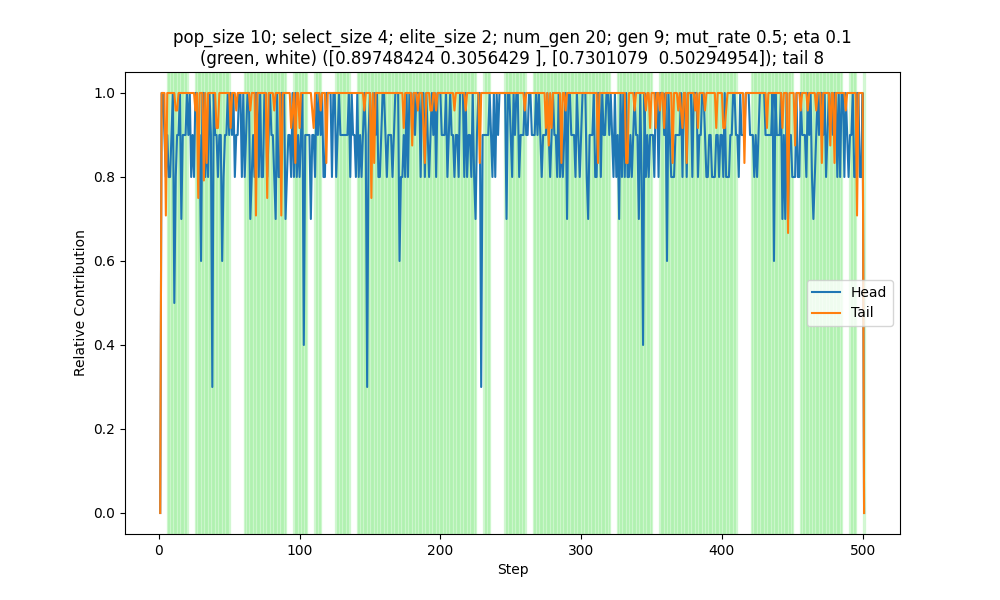 pop_size 10; select_size 4; elite_size 2; num_gen 20; gen 9; mut_rate 0.5; eta 0.1
(green, white) ([0.89748424 0.3056429 ], [0.7301079  0.50294954]); tail 8
1.0
0.8
0.6
0.4
0.2
0.0
Relative Contribution
Head
Tail
0 100 200 300 400 500
Step